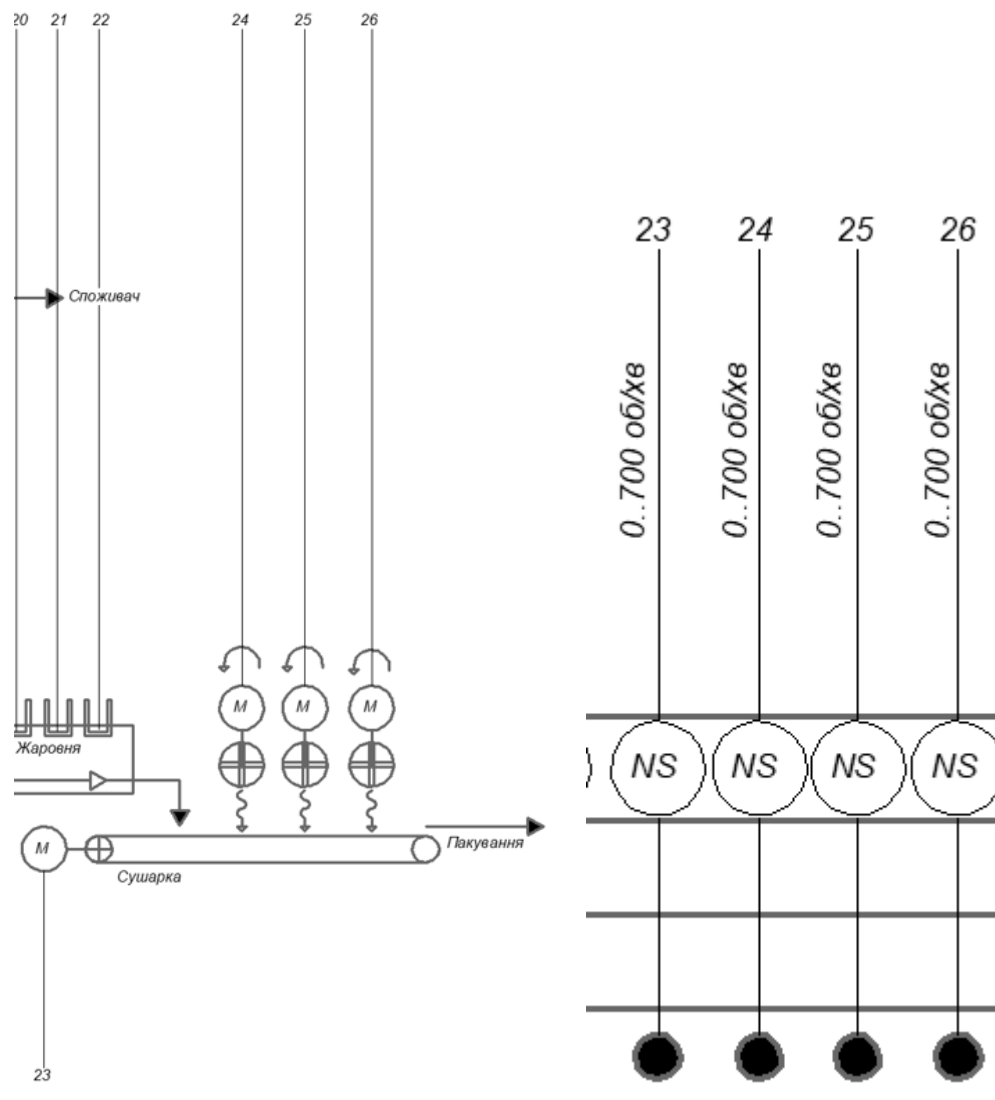 20 21 22 24 25 26
Споживач
23 24 25 26
0..700 об/хв 0..700 об/хв 0..700 об/хв 0..700 об/хв
M M M
Жаровня
NS NS NS NS
M
Пакування
Сушарка
23